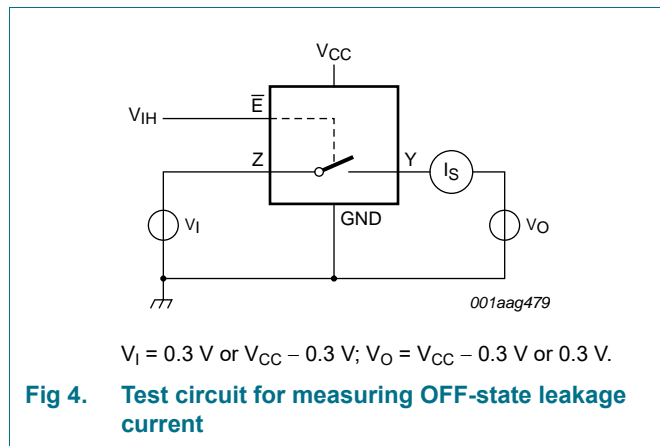 VCC
E
VIH
Z
Y
IS
VI
GND
VO
001aag479
VI = 0.3 V or VCC − 0.3 V; VO = VCC − 0.3 V or 0.3 V.
Fig 4. Test circuit for measuring OFF-state leakage
current